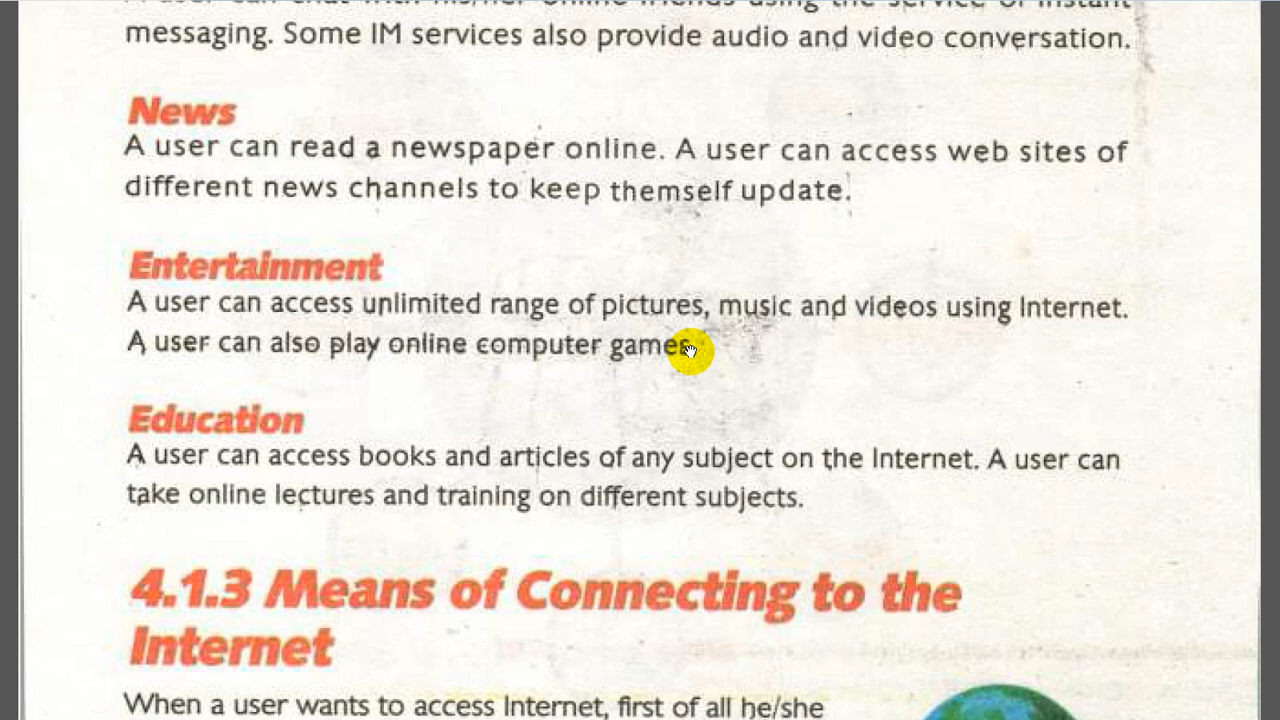 messaging. Some IM services also provide audio and video conversation.
News
A user can read a newspaper online. A user can access web sites of
different news channels to keep themself update.
Entertainment
A user can access unlimited range of pictures, music and videos using Internet.
A user can also play online computer games.
Education
A user can access books and articles of any subject on the Internet. A user can
take online lectures and training on different subjects.
4.1.3 Means of Connecting to the
Internet
When a user wants to access Internet, first of all he/she